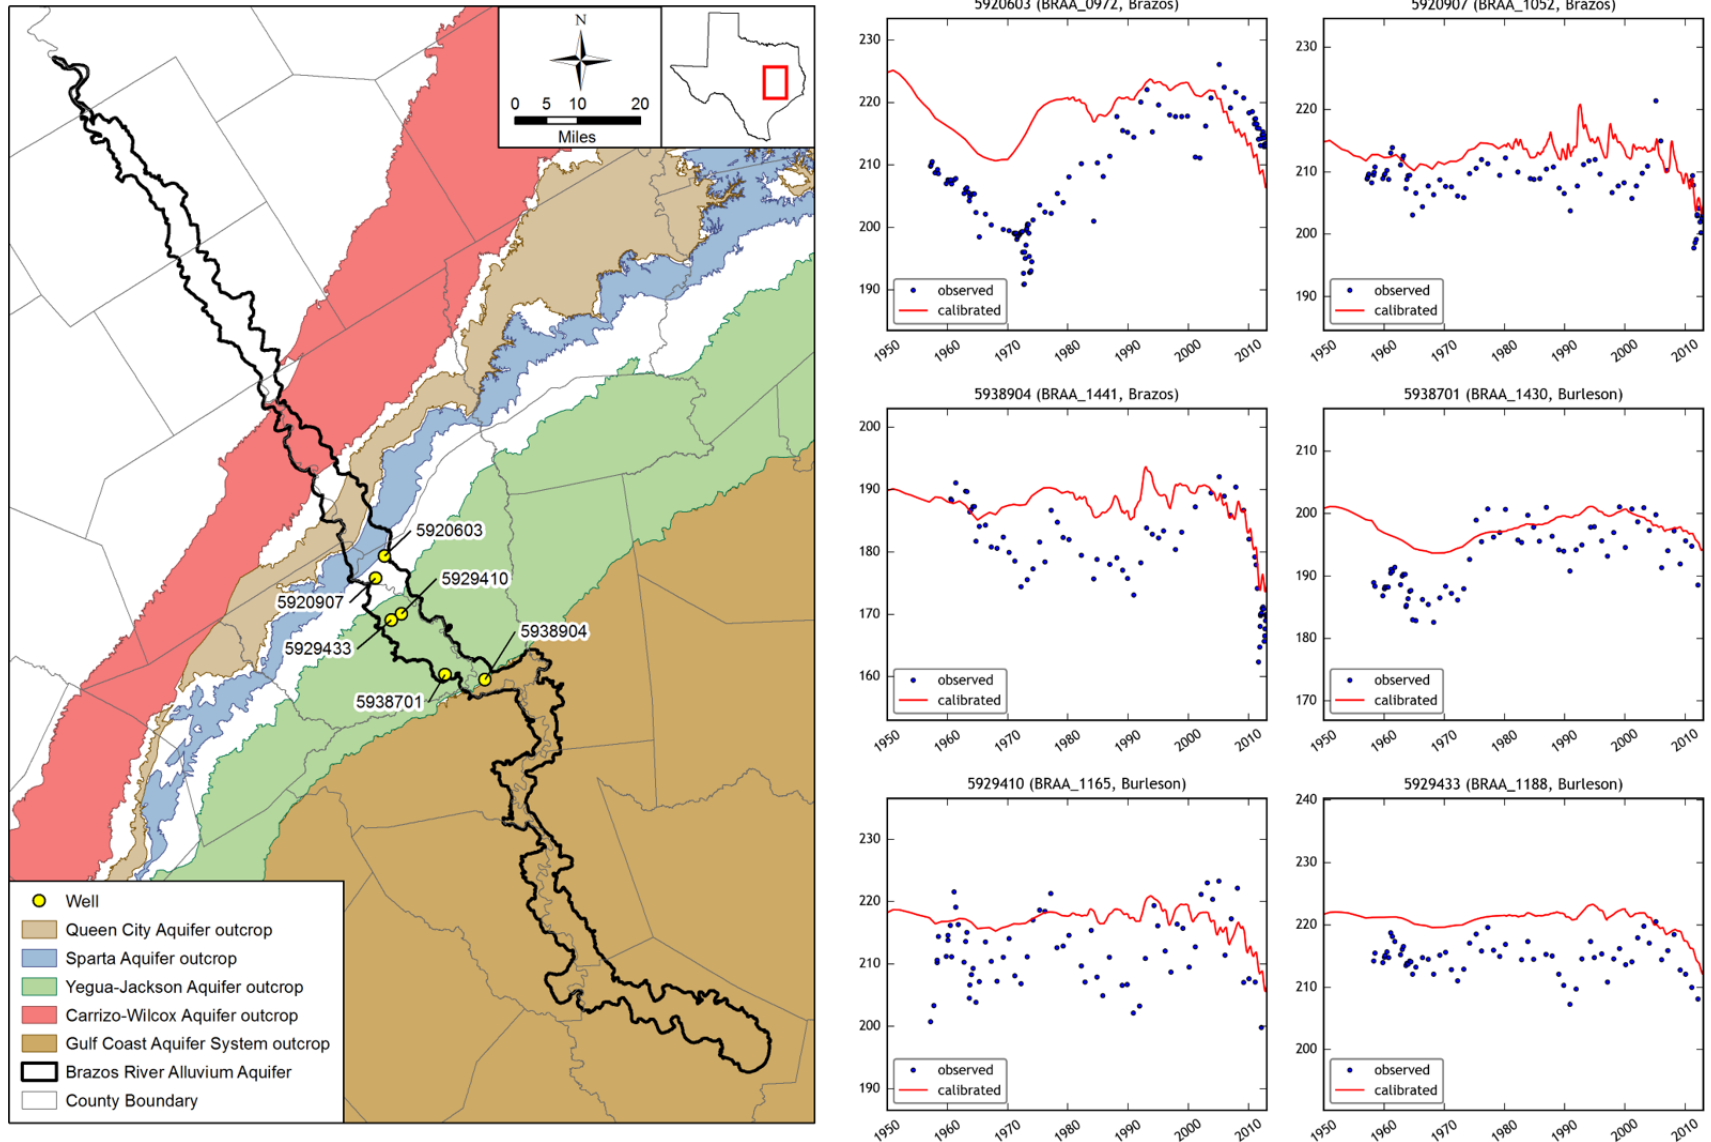 N
0 5 10 20
Miles
5920603
5929410
5920907
5929433
5938904
5938701
Well
Queen City Aquifer outcrop
Sparta Aquifer outcrop
Yegua-Jackson Aquifer outcrop
Carrizo-Wilcox Aquifer outcrop
Gulf Coast Aquifer System outcrop
Brazos River Alluvium Aquifer
County Boundary
5920603 (BRAA_0972, Brazos)
230
220
210
200
190
observed
calibrated
1950 1960 1970 1980 1990 2000 2010
5920907 (BRAA_1052, Brazos)
230
220
210
200
190
observed
calibrated
1950 1960 1970 1980 1990 2000 2010
5938904 (BRAA_1441, Brazos)
200
190
180
170
160
observed
calibrated
1950 1960 1970 1980 1990 2000 2010
5938701 (BRAA_1430, Burleson)
210
200
190
180
170
observed
calibrated
1950 1960 1970 1980 1990 2000 2010
5929410 (BRAA_1165, Burleson)
230
220
210
200
190
observed
calibrated
1950 1960 1970 1980 1990 2000 2010
5929433 (BRAA_1188, Burleson)
240
230
220
210
200
observed
calibrated
1950 1960 1970 1980 1990 2000 2010